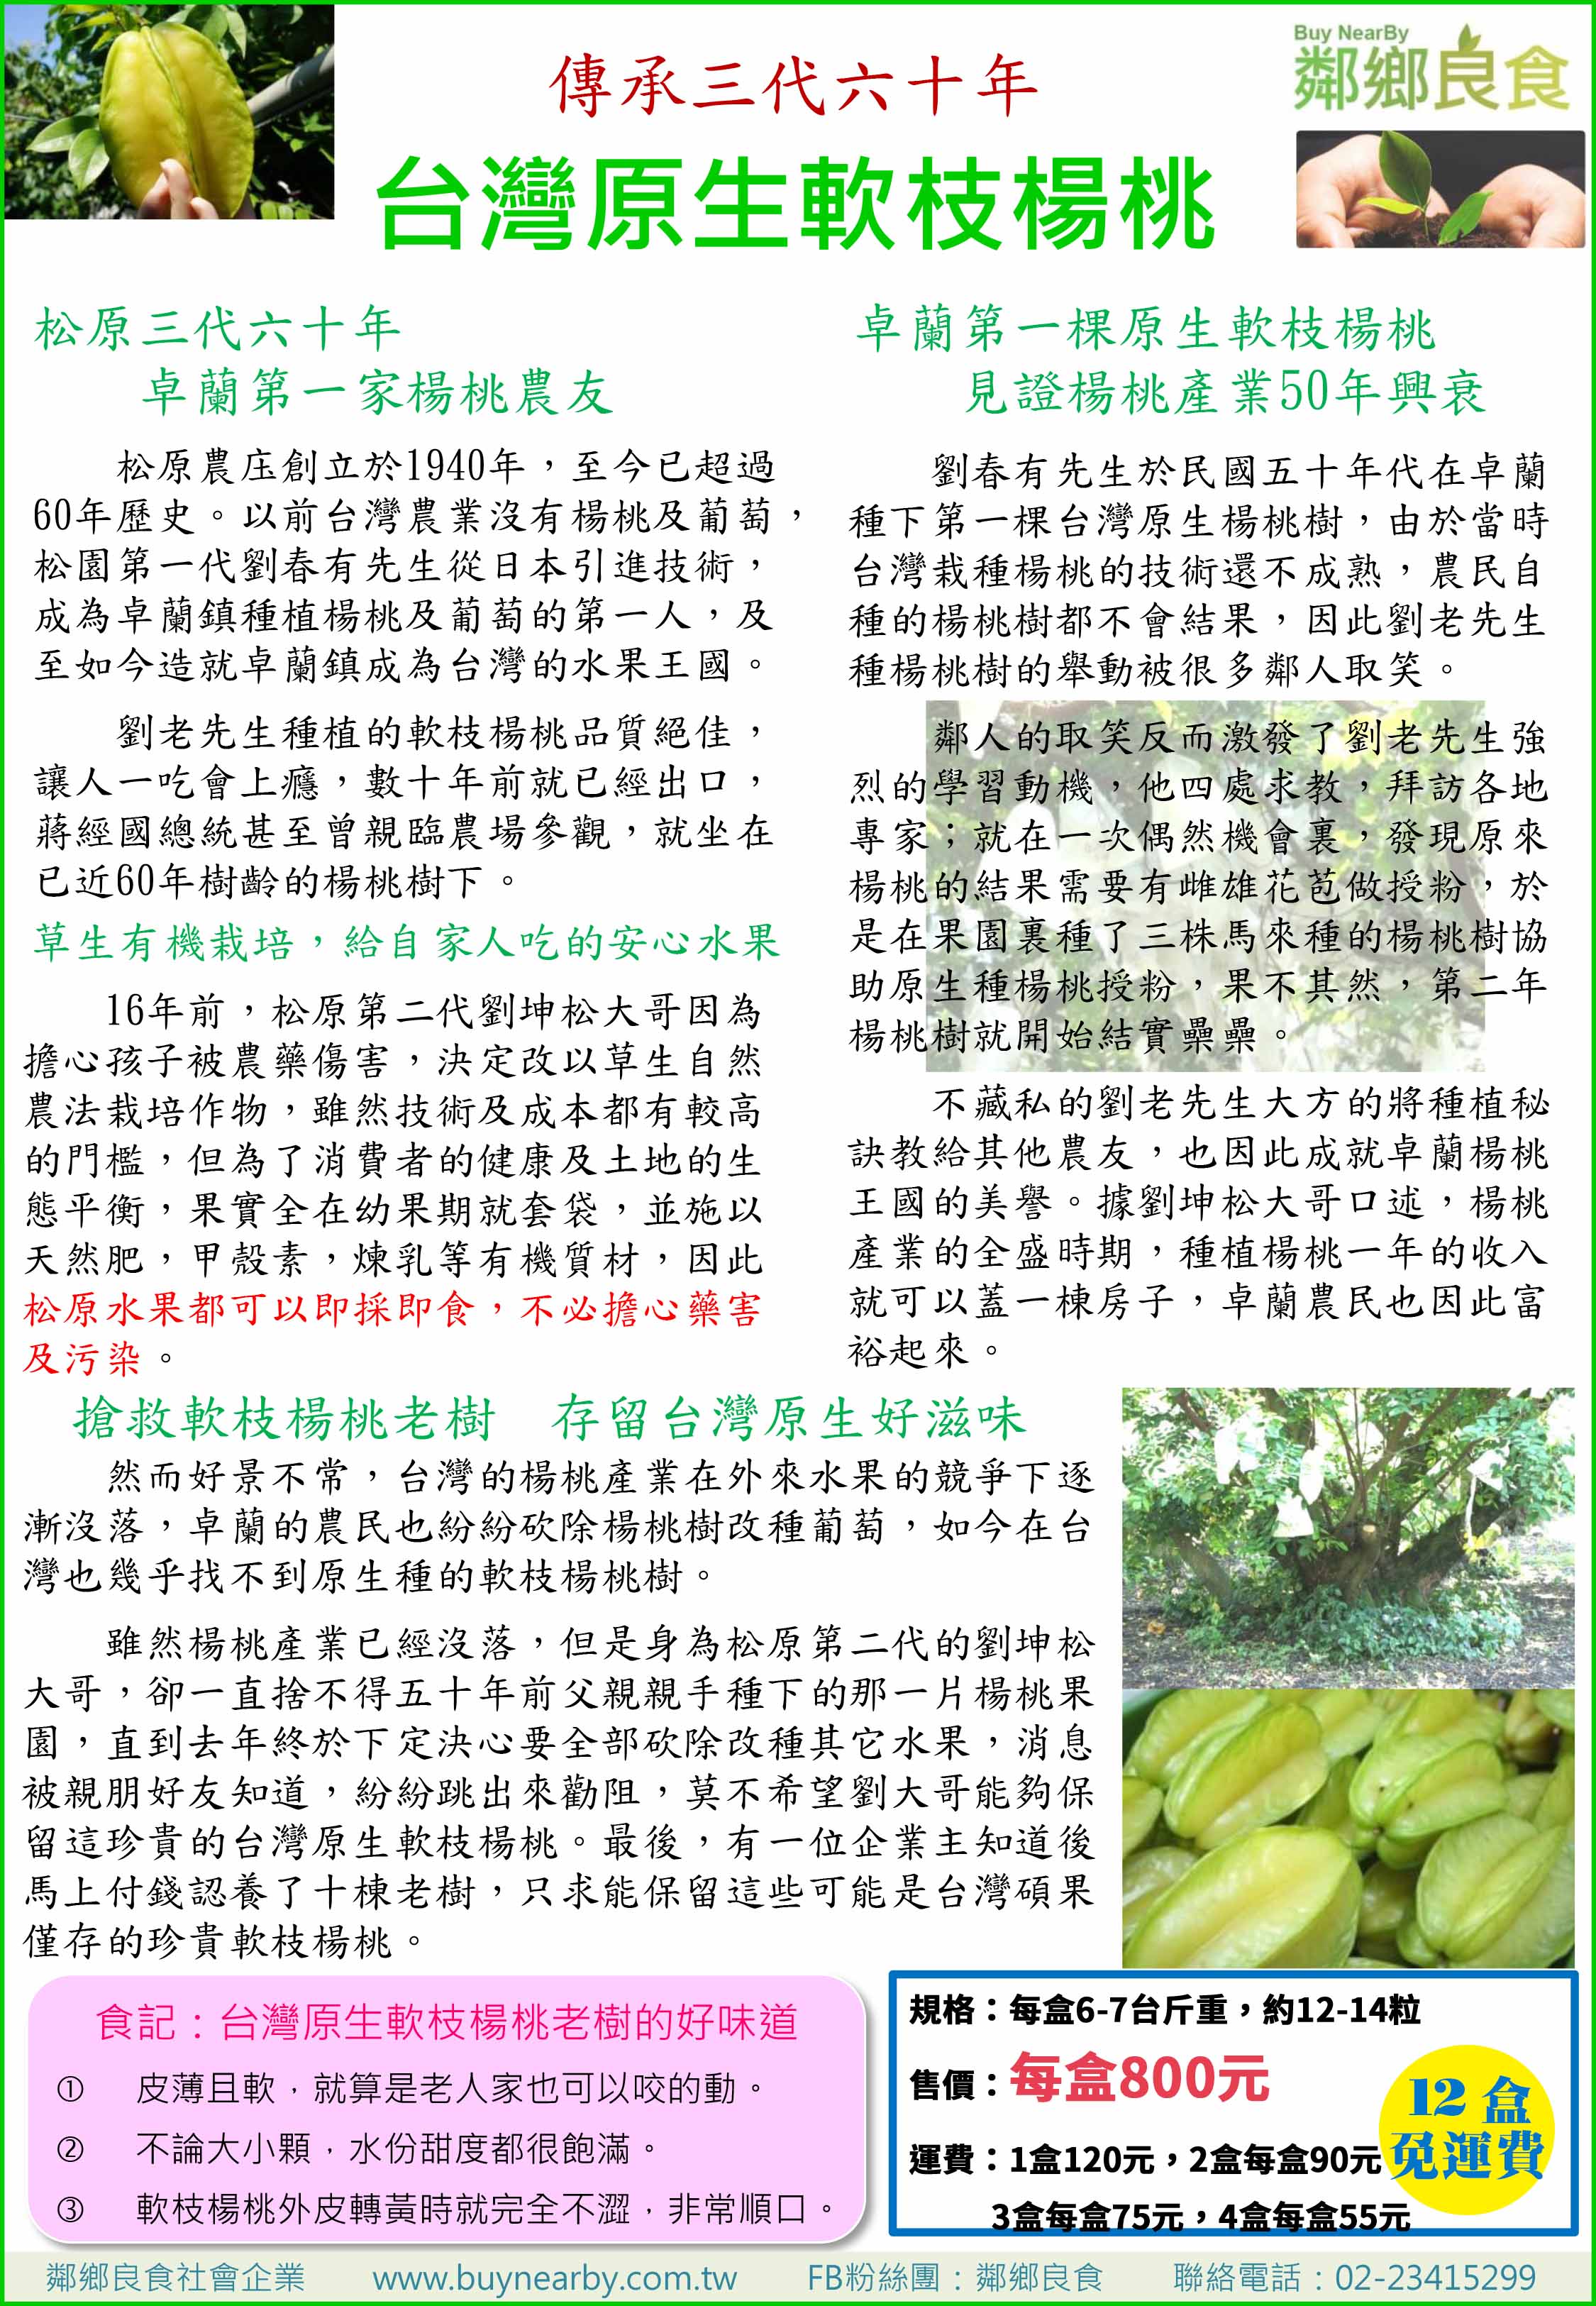 傳承三代六十年
台灣原生軟枝楊桃
Buy NearBy
鄰鄉良食
松原三代六十年
卓蘭第一家楊桃農友
松原農庄創立於1940年，至今已超過
60年歷史。以前台灣農業沒有楊桃及葡萄，
松園第一代劉春有先生從日本引進技術，
成為卓蘭鎮種植楊桃及葡萄的第一人，及
至如今造就卓蘭鎮成為台灣的水果王國。
劉老先生種植的軟枝楊桃品質絕佳，
讓人一吃會上癮，數十年前就已經出口，
蔣經國總統甚至曾親臨農場參觀，就坐在
已近60年樹齡的楊桃樹下。
草生有機栽培，給自家人吃的安心水果
16年前，松原第二代劉坤松大哥因為
擔心孩子被農藥傷害，決定改以草生自然
農法栽培作物，雖然技術及成本都有較高
的門檻，但為了消費者的健康及土地的生
態平衡，果實全在幼果期就套袋，並施以
天然肥，甲殼素，煉乳等有機質材，因此
松原水果都可以即採即食，不必擔心藥害
及污染。
卓蘭第一棵原生軟枝楊桃
見證楊桃產業50年興衰
劉春有先生於民國五十年代在卓蘭
種下第一棵台灣原生楊桃樹，由於當時
台灣栽種楊桃的技術還不成熟，農民自
種的楊桃樹都不會結果，因此劉老先生
種楊桃樹的舉動被很多鄰人取笑。
鄰人的取笑反而激發了劉老先生強
烈的學習動機，他四處求教，拜訪各地
專家；就在一次偶然機會裏，發現原來
楊桃的結果需要有雌雄花苞做授粉，於
是在果園裏種了三株馬來種的楊桃樹協
助原生種楊桃授粉，果不其然，第二年
楊桃樹就開始結實纍纍。
不藏私的劉老先生大方的將種植秘
訣教給其他農友，也因此成就卓蘭楊桃
王國的美譽。據劉坤松大哥口述，楊桃
產業的全盛時期，種植楊桃一年的收入
就可以蓋一棟房子，卓蘭農民也因此富
裕起來。
搶救軟枝楊桃老樹　存留台灣原生好滋味
然而好景不常，台灣的楊桃產業在外來水果的競爭下逐
漸沒落，卓蘭的農民也紛紛砍除楊桃樹改種葡萄，如今在台
灣也幾乎找不到原生種的軟枝楊桃樹。
雖然楊桃產業已經沒落，但是身為松原第二代的劉坤松
大哥，卻一直捨不得五十年前父親親手種下的那一片楊桃果
園，直到去年終於下定決心要全部砍除改種其它水果，消息
被親朋好友知道，紛紛跳出來勸阻，莫不希望劉大哥能夠保
留這珍貴的台灣原生軟枝楊桃。最後，有一位企業主知道後
馬上付錢認養了十棟老樹，只求能保留這些可能是台灣碩果
僅存的珍貴軟枝楊桃。
食記：台灣原生軟枝楊桃老樹的好味道
① 皮薄且軟，就算是老人家也可以咬的動。
② 不論大小顆，水份甜度都很飽滿。
③ 軟枝楊桃外皮轉黃時就完全不澀，非常順口。
規格：每盒6-7台斤重，約12-14粒
售價：每盒800元
運費：1盒120元，2盒每盒90元
3盒每盒75元，4盒每盒55元
12 盒
免運費
鄰鄉良食社會企業 www.buynearby.com.tw FB粉絲團：鄰鄉良食 聯絡電話：02-23415299